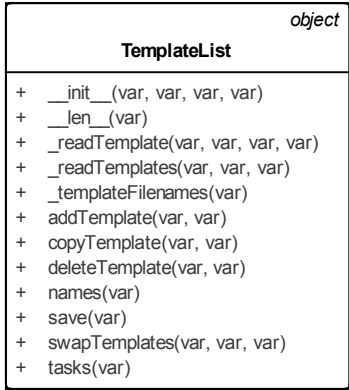 object
TemplateList
+ __init__(var, var, var, var)
+ __len__(var)
+ _readTemplate(var, var, var, var)
+ _readTemplates(var, var, var)
+ _templateFilenames(var)
+ addTemplate(var, var)
+ copyTemplate(var, var)
+ deleteTemplate(var, var)
+ names(var)
+ save(var)
+ swapTemplates(var, var, var)
+ tasks(var)